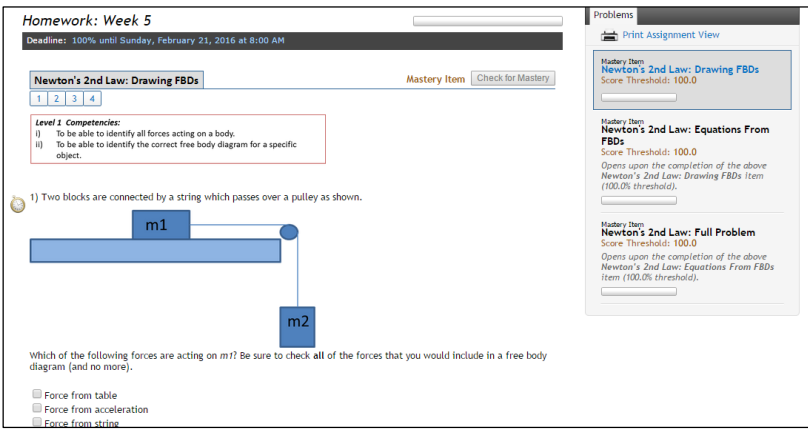 Homework: Week 5
Deadline: 100% until Sunday, February 21, 2016 at 8:00 AM
Newton's 2nd Law: Drawing FBDs
Mastery Item Check for Mastery
1 2 3 4
Level 1 Competencies:
i) To be able to identify all forces acting on a body.
ii) To be able to identify the correct free body diagram for a specific
object.
1) Two blocks are connected by a string which passes over a pulley as shown.
m1
m2
Which of the following forces are acting on m1? Be sure to check all of the forces that you would include in a free body
diagram (and no more).
Force from table
Force from acceleration
Force from string
Problems
Print Assignment View
Mastery Item
Newton's 2nd Law: Drawing FBDs
Score Threshold: 100.0
Mastery Item
Newton's 2nd Law: Equations From
FBDs
Score Threshold: 100.0
Opens upon the completion of the above
Newton's 2nd Law: Drawing FBDs item
(100.0% threshold).
Mastery Item
Newton's 2nd Law: Full Problem
Score Threshold: 100.0
Opens upon the completion of the above
Newton's 2nd Law: Equations From FBDs
item (100.0% threshold).